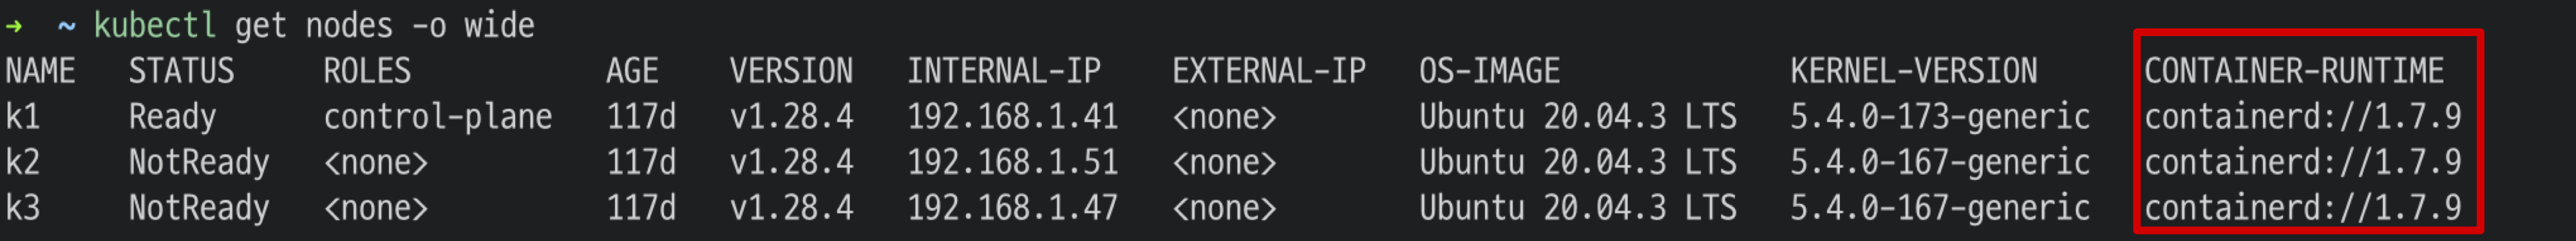 → ~ kubectl get nodes -o wide
NAME STATUS ROLES AGE VERSION INTERNAL-IP EXTERNAL-IP OS-IMAGE KERNEL-VERSION CONTAINER-RUNTIME
k1 Ready control-plane 117d v1.28.4 192.168.1.41 <none> Ubuntu 20.04.3 LTS 5.4.0-173-generic containerd://1.7.9
k2 NotReady <none> 117d v1.28.4 192.168.1.51 <none> Ubuntu 20.04.3 LTS 5.4.0-167-generic containerd://1.7.9
k3 NotReady <none> 117d v1.28.4 192.168.1.47 <none> Ubuntu 20.04.3 LTS 5.4.0-167-generic containerd://1.7.9